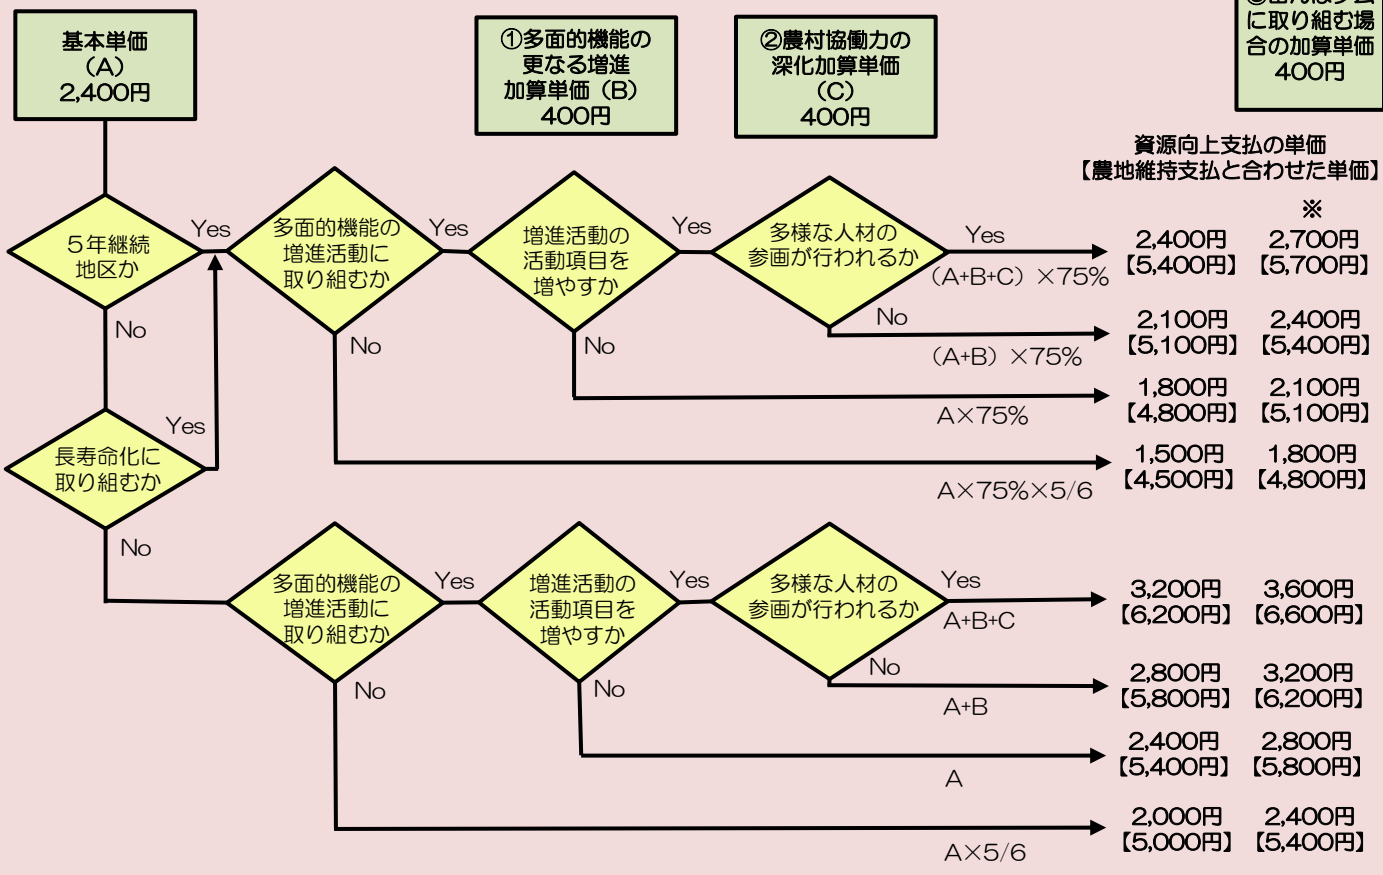 基本単価
（A）
2,400円
①多面的機能の
更なる増進
加算単価（B）
400円
②農村協働力の
深化加算単価
（C）
400円
に取り組む場
合の加算単価
400円
資源向上支払の単価
【農地維持支払と合わせた単価】
※
5年継続
地区か
Yes
No
多面的機能の
増進活動に
取り組むか
Yes
No
増進活動の
活動項目を
増やすか
Yes
No
多様な人材の
参画が行われるか
Yes
（A+B+C）×75%
No
（A+B）×75%
A×75%
A×75%×5/6
2,400円 2,700円
【5,400円】 【5,700円】
2,100円 2,400円
【5,100円】 【5,400円】
1,800円 2,100円
【4,800円】 【5,100円】
1,500円 1,800円
【4,500円】 【4,800円】
長寿命化に
取り組むか
Yes
No
多面的機能の
増進活動に
取り組むか
Yes
No
増進活動の
活動項目を
増やすか
Yes
No
多様な人材の
参画が行われるか
Yes
A+B+C
No
A+B
A
A×5/6
3,200円 3,600円
【6,200円】 【6,600円】
2,800円 3,200円
【5,800円】 【6,200円】
2,400円 2,800円
【5,400円】 【5,800円】
2,000円 2,400円
【5,000円】 【5,400円】